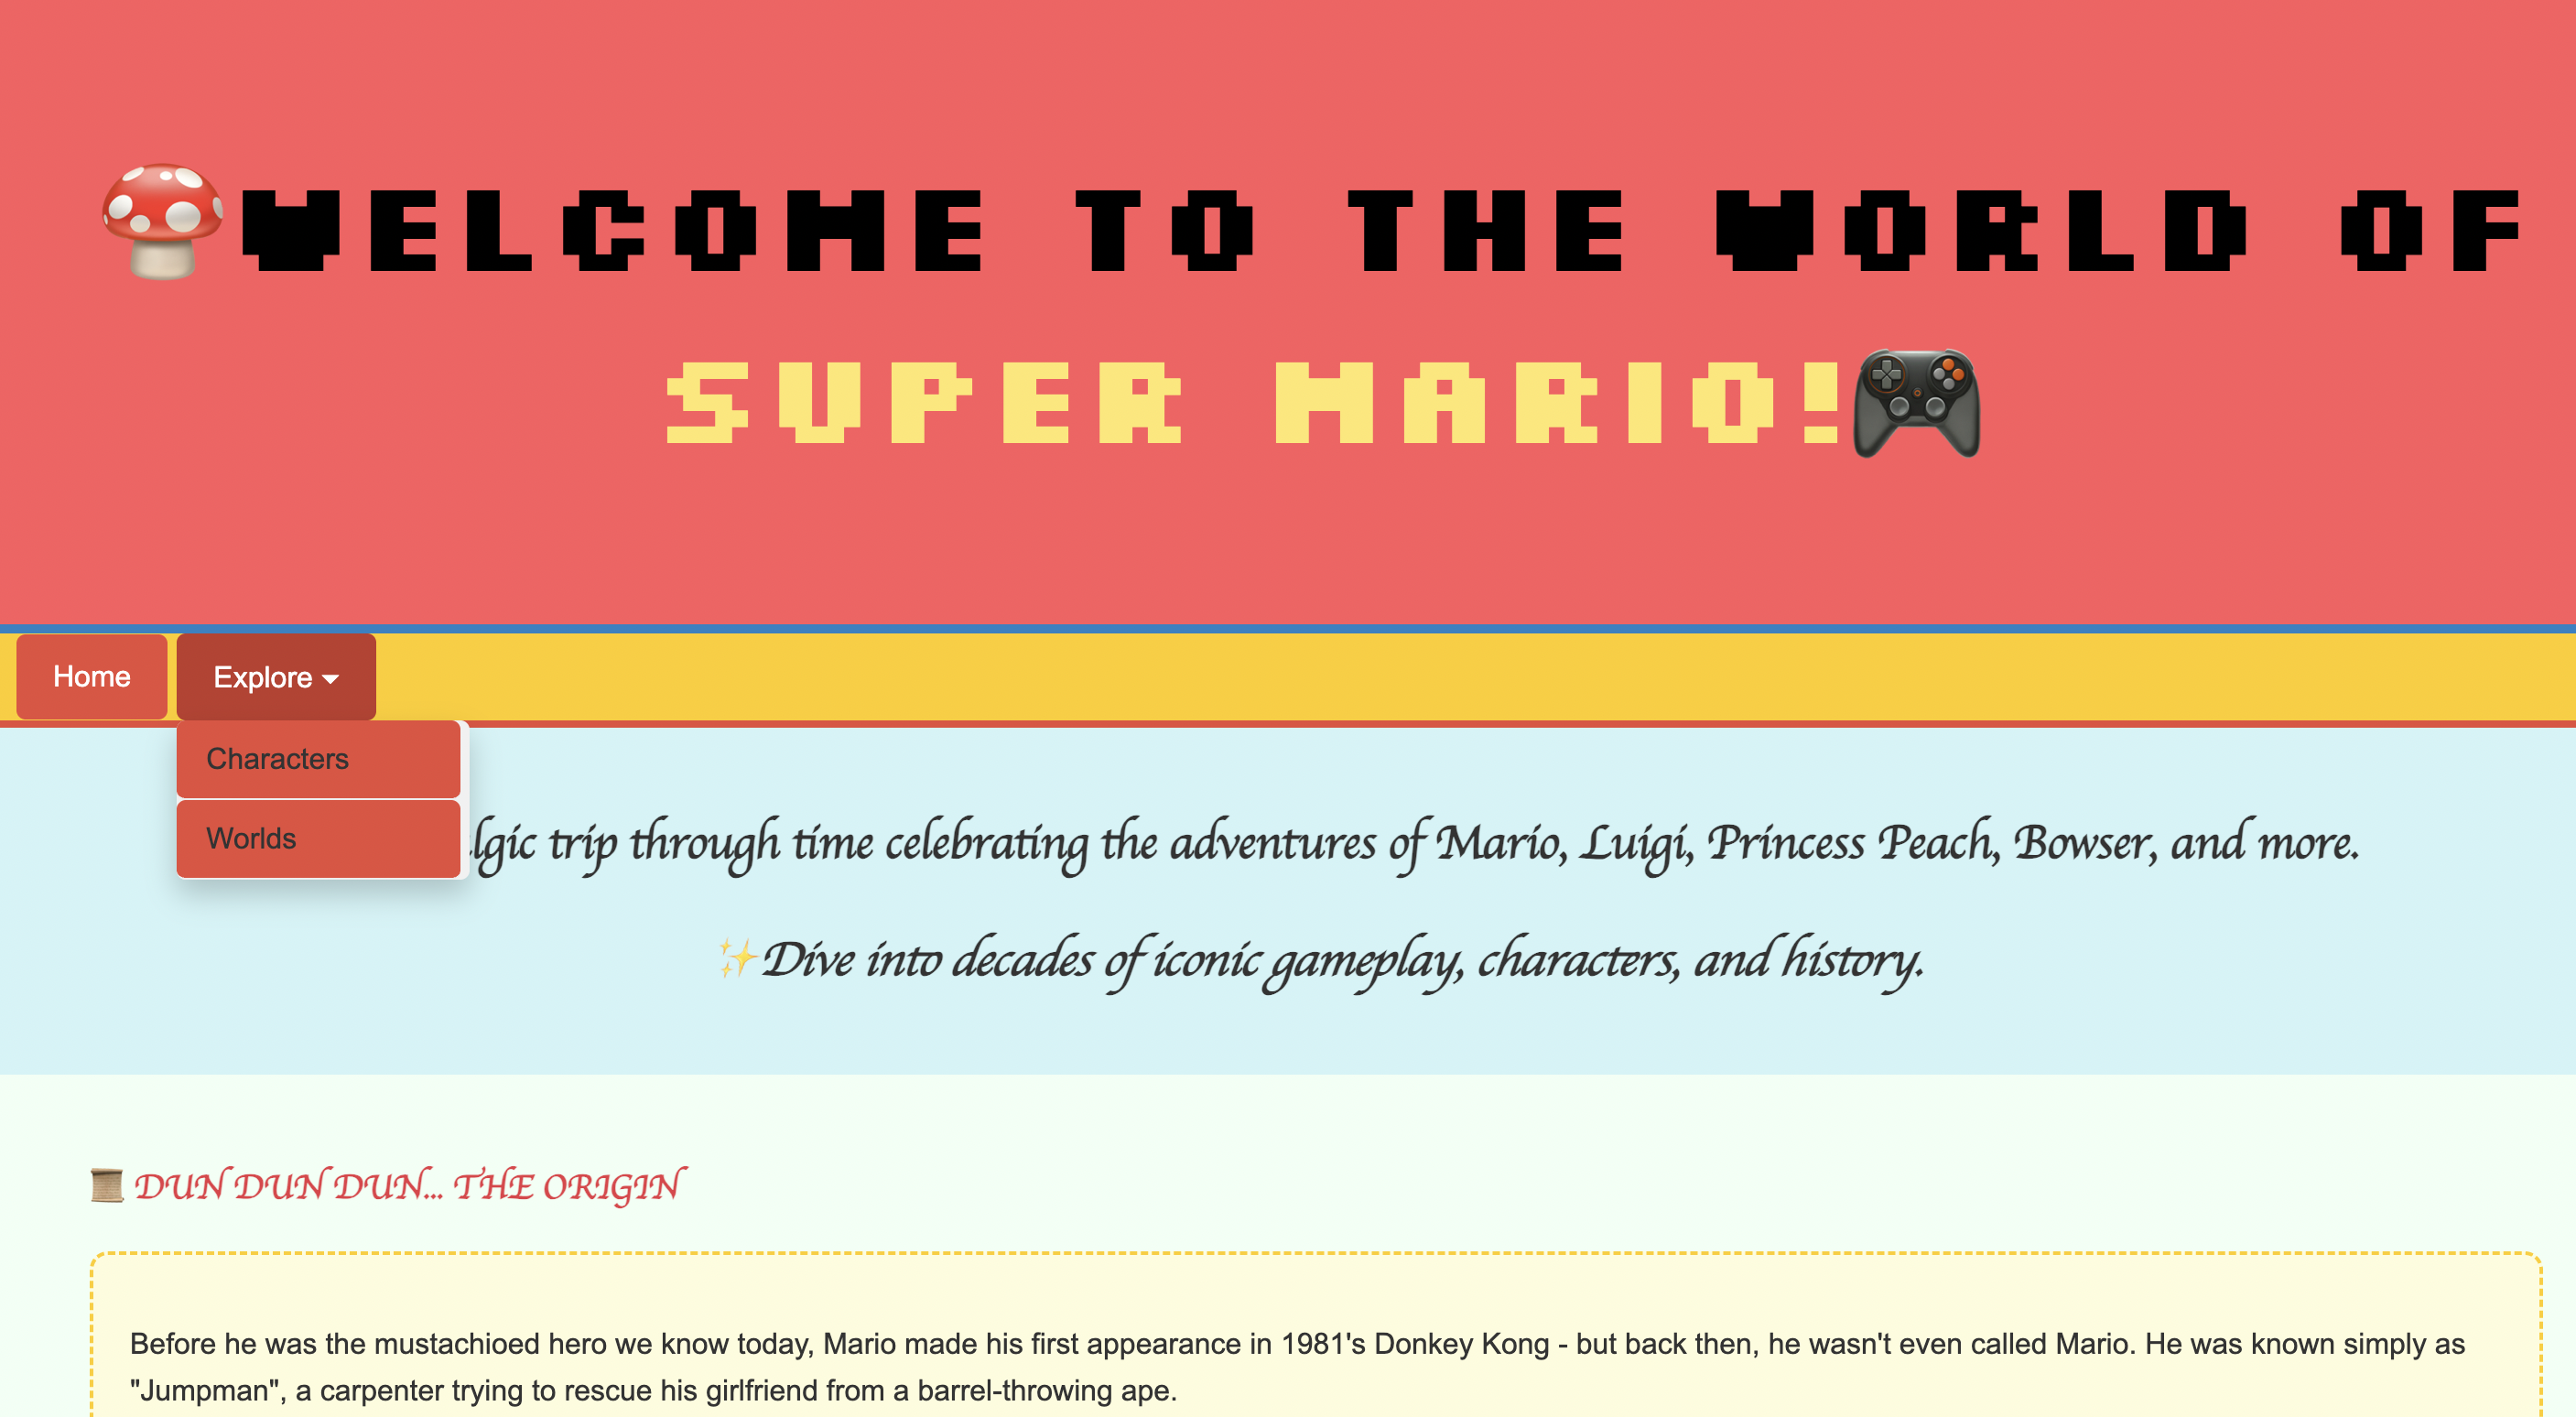 WELCOME TO THE WORLD OF
SUPER MARIO!
Home
Explore
Characters
Worlds
trip through time celebrating the adventures of Mario, Luigi, Princess Peach, Bowser, and more.
Dive into decades of iconic gameplay, characters, and history.
DUN DUN DUN... THE ORIGIN
Before he was the mustachioed hero we know today, Mario made his first appearance in 1981's Donkey Kong - but back then, he wasn't even called Mario. He was known simply as
"Jumpman", a carpenter trying to rescue his girlfriend from a barrel-throwing ape.